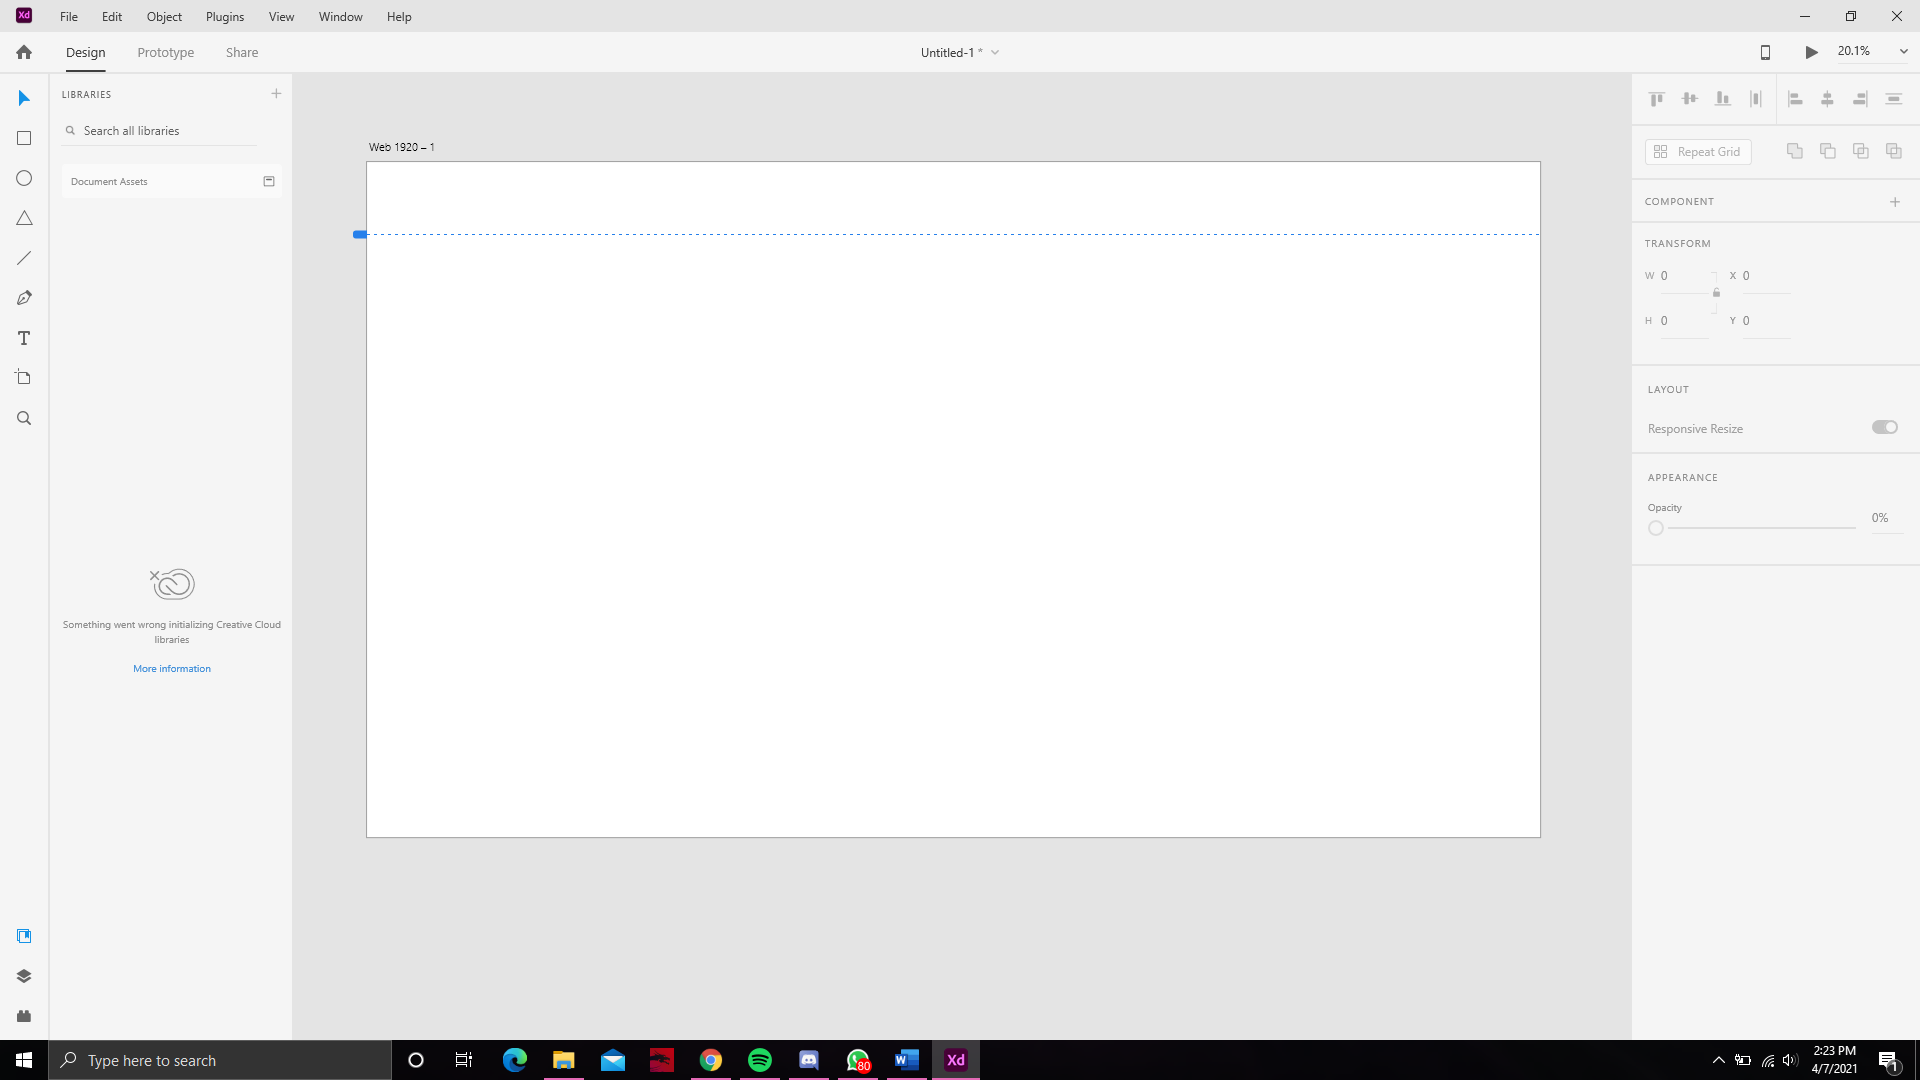 Xd File Edit Object Plugins View Window Help
Design Prototype Share Untitled-1 * 20.1%
LIBRARIES
Search all libraries
Document Assets
Something went wrong initializing Creative Cloud
libraries
More information
Web 1920 – 1
Repeat Grid
COMPONENT
TRANSFORM
W 0 X 0
H 0 Y 0
LAYOUT
Responsive Resize
APPEARANCE
Opacity
0%
Type here to search
80
W
Xd
2:23 PM
4/7/2021
1